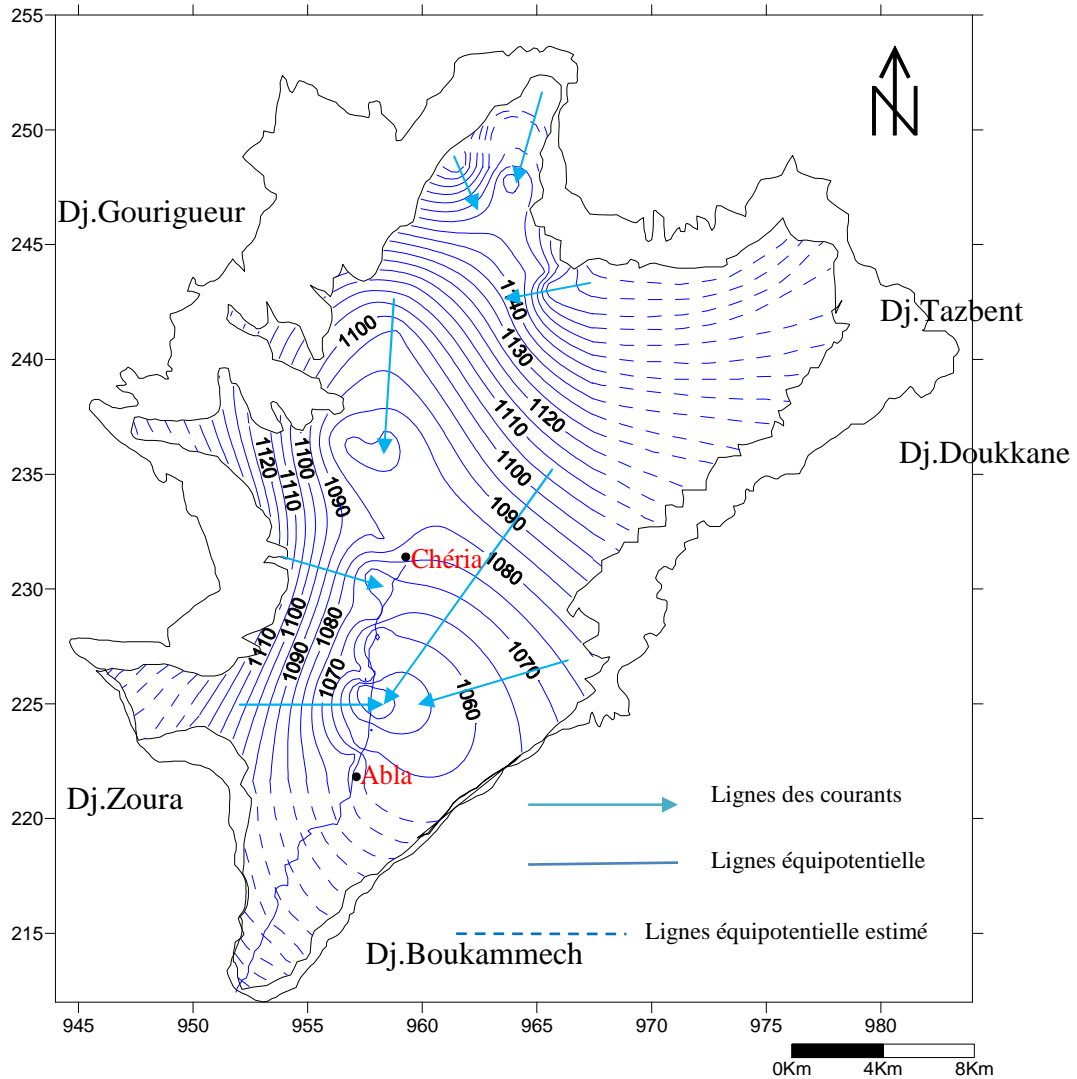 255
250
245
240
235
230
225
220
215
N
Dj.Gourigueur
Dj.Tazbent
Dj.Doukkane
Dj.Zoura
Dj.Boukammech
Chéria
Abla
1140
1130
1120
1110
1100
1090
1080
1070
1060
1100
1120
1110
1100
1090
1110
1100
1090
1080
1070
Lignes des courants
Lignes équipotentielle
Lignes équipotentielle estimé
945 950 955 960 965 970 975 980
0Km 4Km 8Km